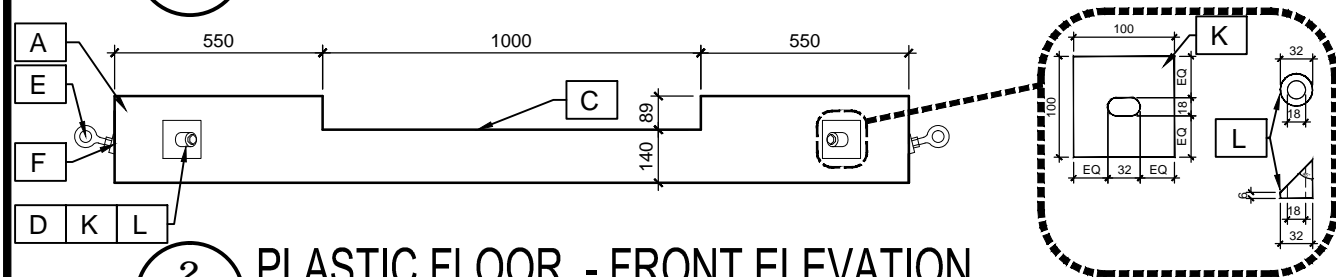 550 1000 550
A
E
F
D K L
C
89
140
100
K
100
EQ
18
EQ
EQ 32 EQ
32
18
L
6
18
32
2 PLASTIC FLOOR - FRONT ELEVATION